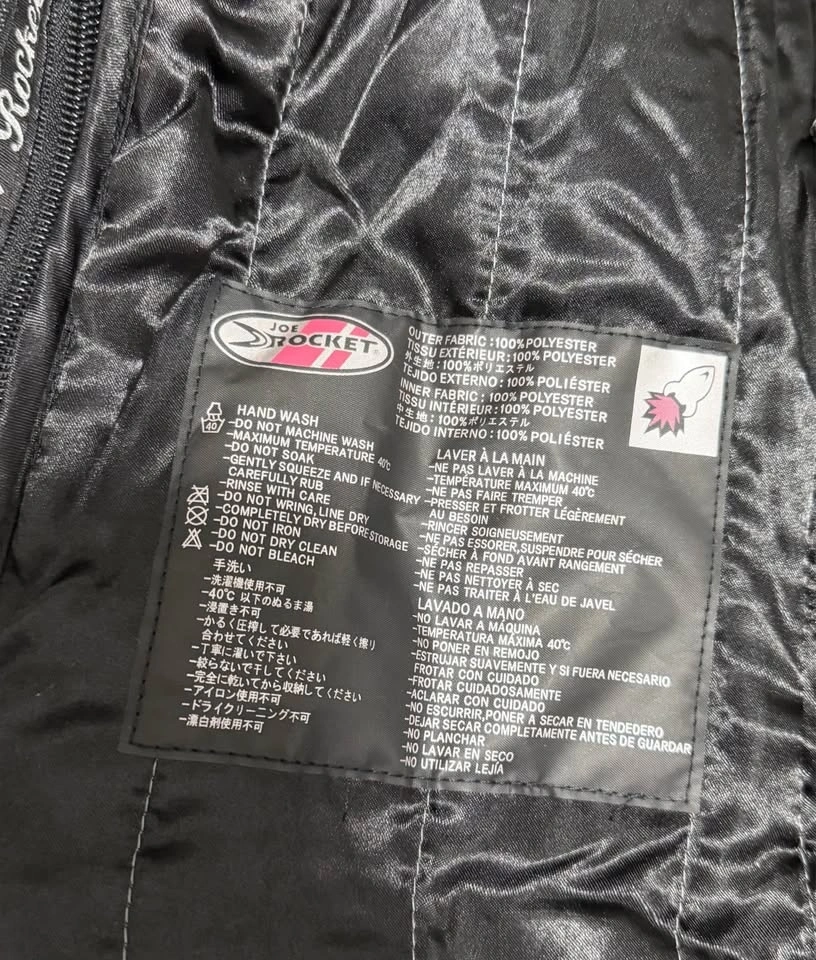 Rocket
JOE
ROCKET®
OUTER FABRIC : 100% POLYESTER
TISSU EXTÉRIEUR : 100% POLYESTER
外生地 : 100%ポリエステル
TEJIDO EXTERNO : 100% POLIÉSTER
INNER FABRIC : 100% POLYESTER
TISSU INTÉRIEUR : 100% POLYESTER
中生地 : 100%ポリエステル
TEJIDO INTERNO : 100% POLIÉSTER
40
HAND WASH
-DO NOT MACHINE WASH
-MAXIMUM TEMPERATURE 40℃
-DO NOT SOAK
-GENTLY SQUEEZE AND IF NECESSARY
CAREFULLY RUB
-RINSE WITH CARE
-DO NOT WRING, LINE DRY
-COMPLETELY DRY BEFORE STORAGE
-DO NOT IRON
-DO NOT DRY CLEAN
-DO NOT BLEACH
手洗い
-洗濯機使用不可
-40℃ 以下のぬるま湯
-浸置き不可
-かるく圧搾して必要であれば軽く擦り
合わせてください
-丁寧に濯いで下さい
-絞らないで干してください
-完全に乾いてから収納してください
-アイロン使用不可
-ドライクリーニング不可
-漂白剤使用不可
LAVER À LA MAIN
-NE PAS LAVER À LA MACHINE
-TEMPÉRATURE MAXIMUM 40℃
-NE PAS FAIRE TREMPER
-PRESSER ET FROTTER LÉGÈREMENT
AU BESOIN
-RINCER SOIGNEUSEMENT
-NE PAS ESSORER,SUSPENDRE POUR SÉCHER
-SÉCHER À FOND AVANT RANGEMENT
-NE PAS REPASSER
-NE PAS NETTOYER À SEC
-NE PAS TRAITER À L'EAU DE JAVEL
LAVADO A MANO
-NO LAVAR A MÁQUINA
-TEMPERATURA MÁXIMA 40℃
-NO PONER EN REMOJO
-ESTRUJAR SUAVEMENTE Y SI FUERA NECESARIO
FROTAR CON CUIDADO
-FROTAR CUIDADOSAMENTE
-ACLARAR CON CUIDADO
-NO ESCURRIR,PONER A SECAR EN TENDEDERO
-DEJAR SECAR COMPLETAMENTE ANTES DE GUARDAR
-NO PLANCHAR
-NO LAVAR EN SECO
-NO UTILIZAR LEJÍA